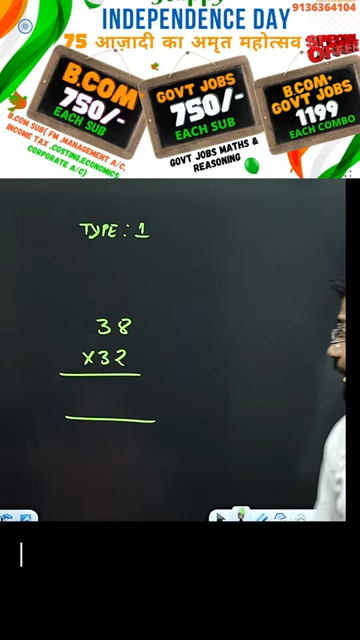 9136364104
INDEPENDENCE DAY
75 आज़ादी का अमृत महोत्सव
SPECIAL
OFFER
B.COM
750/-
EACH SUB
B.COM SUB( FM ,MANAGEMENT A/C,
INCOME TAX ,COSTING,ECONOMICS,
CORPORATE A/C)
GOVT JOBS
750/-
EACH SUB
GOVT JOBS MATHS &
REASONING
B.COM+
GOVT JOBS
1199
EACH COMBO
TYPE : 1
38
×32